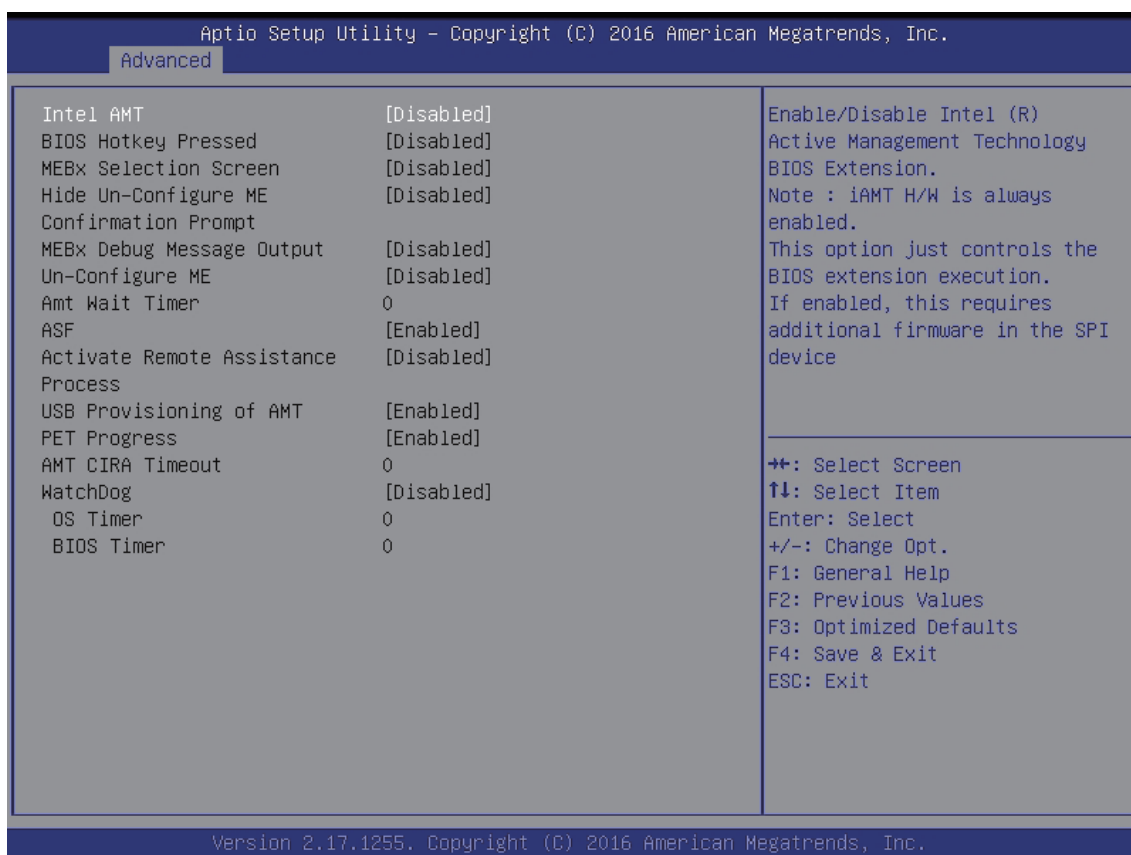 Aptio Setup Utility – Copyright (C) 2016 American Megatrends, Inc.
Advanced
Intel AMT [Disabled]
BIOS Hotkey Pressed [Disabled]
MEBx Selection Screen [Disabled]
Hide Un-Configure ME [Disabled]
Confirmation Prompt
MEBx Debug Message Output [Disabled]
Un-Configure ME [Disabled]
Amt Wait Timer 0
ASF [Enabled]
Activate Remote Assistance [Disabled]
Process
USB Provisioning of AMT [Enabled]
PET Progress [Enabled]
AMT CIRA Timeout 0
WatchDog [Disabled]
OS Timer 0
BIOS Timer 0
Enable/Disable Intel (R)
Active Management Technology
BIOS Extension.
Note : iAMT H/W is always
enabled.
This option just controls the
BIOS extension execution.
If enabled, this requires
additional firmware in the SPI
device
→←: Select Screen
↑↓: Select Item
Enter: Select
+/-: Change Opt.
F1: General Help
F2: Previous Values
F3: Optimized Defaults
F4: Save & Exit
ESC: Exit
Version 2.17.1255. Copyright (C) 2016 American Megatrends, Inc.